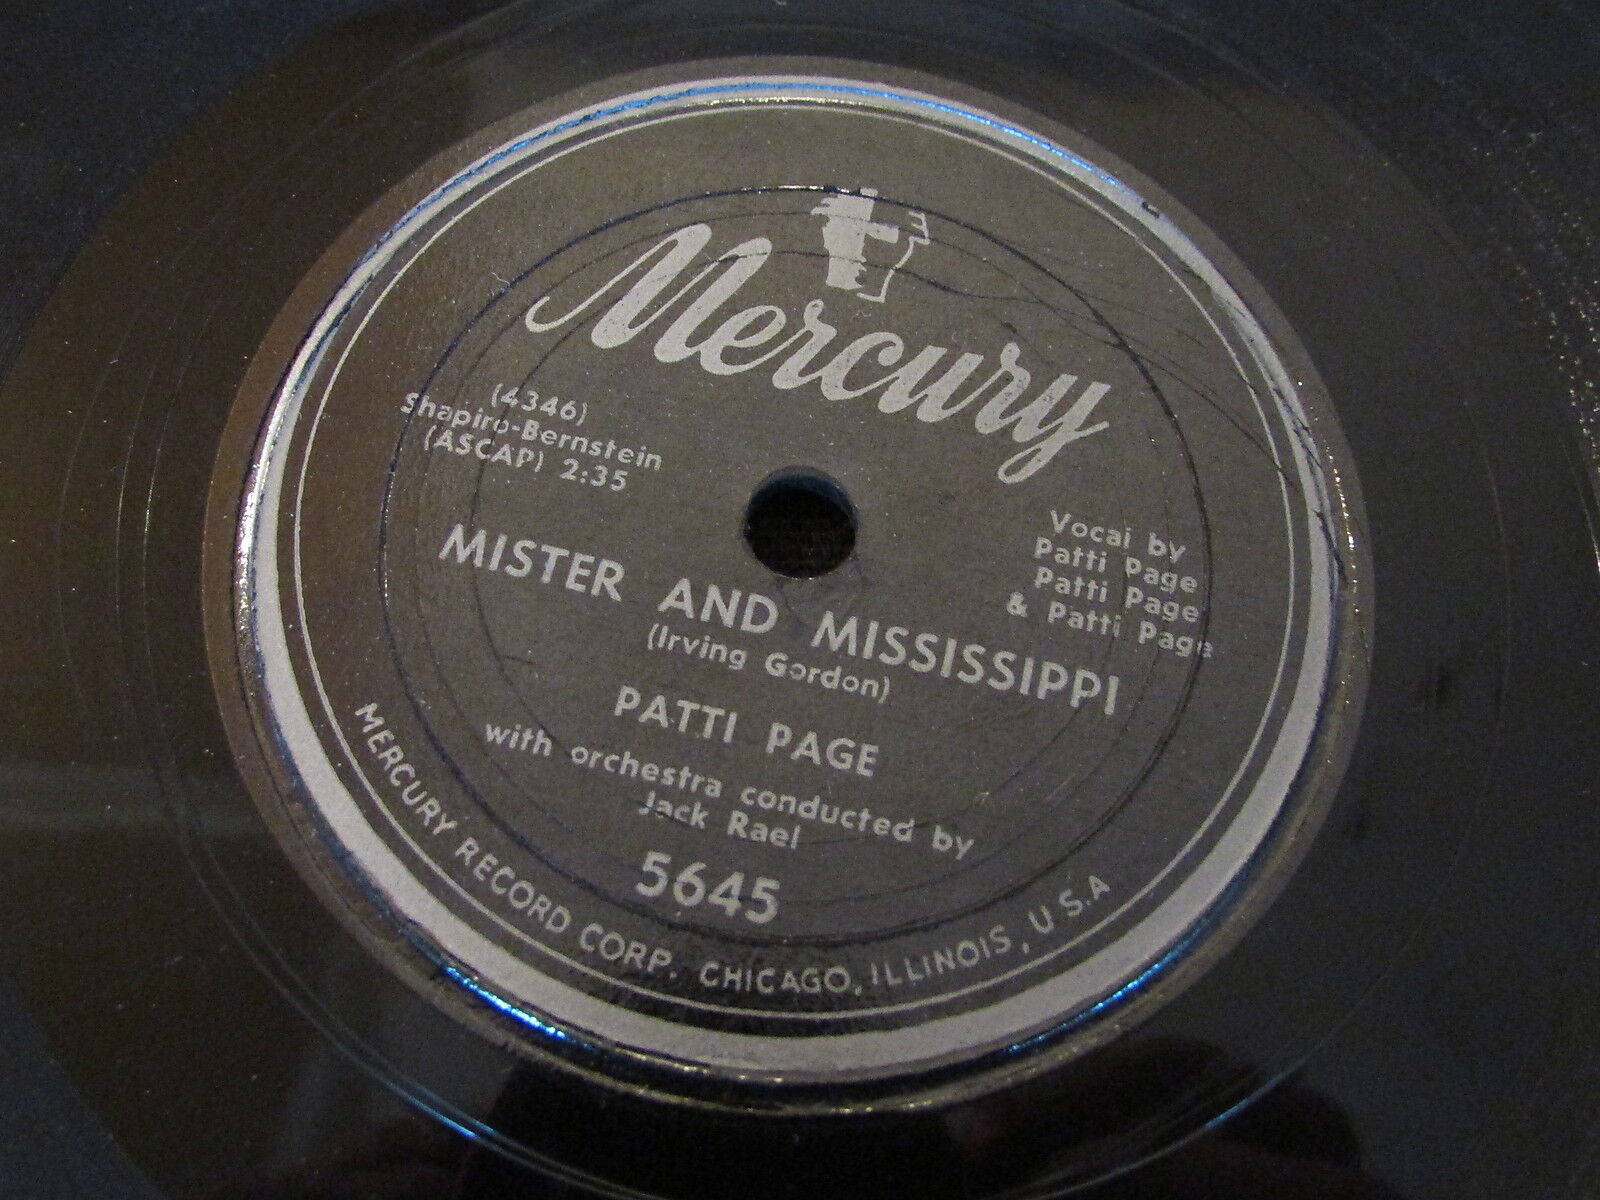 Mercury
(4346)
Shapiro-Bernstein
(ASCAP) 2:35
Vocal by
Patti Page
Patti Page
& Patti Page
MISTER AND MISSISSIPPI
(Irving Gordon)
PATTI PAGE
with orchestra conducted by
Jack Rael
5645
MERCURY RECORD CORP. CHICAGO, ILLINOIS, U.S.A